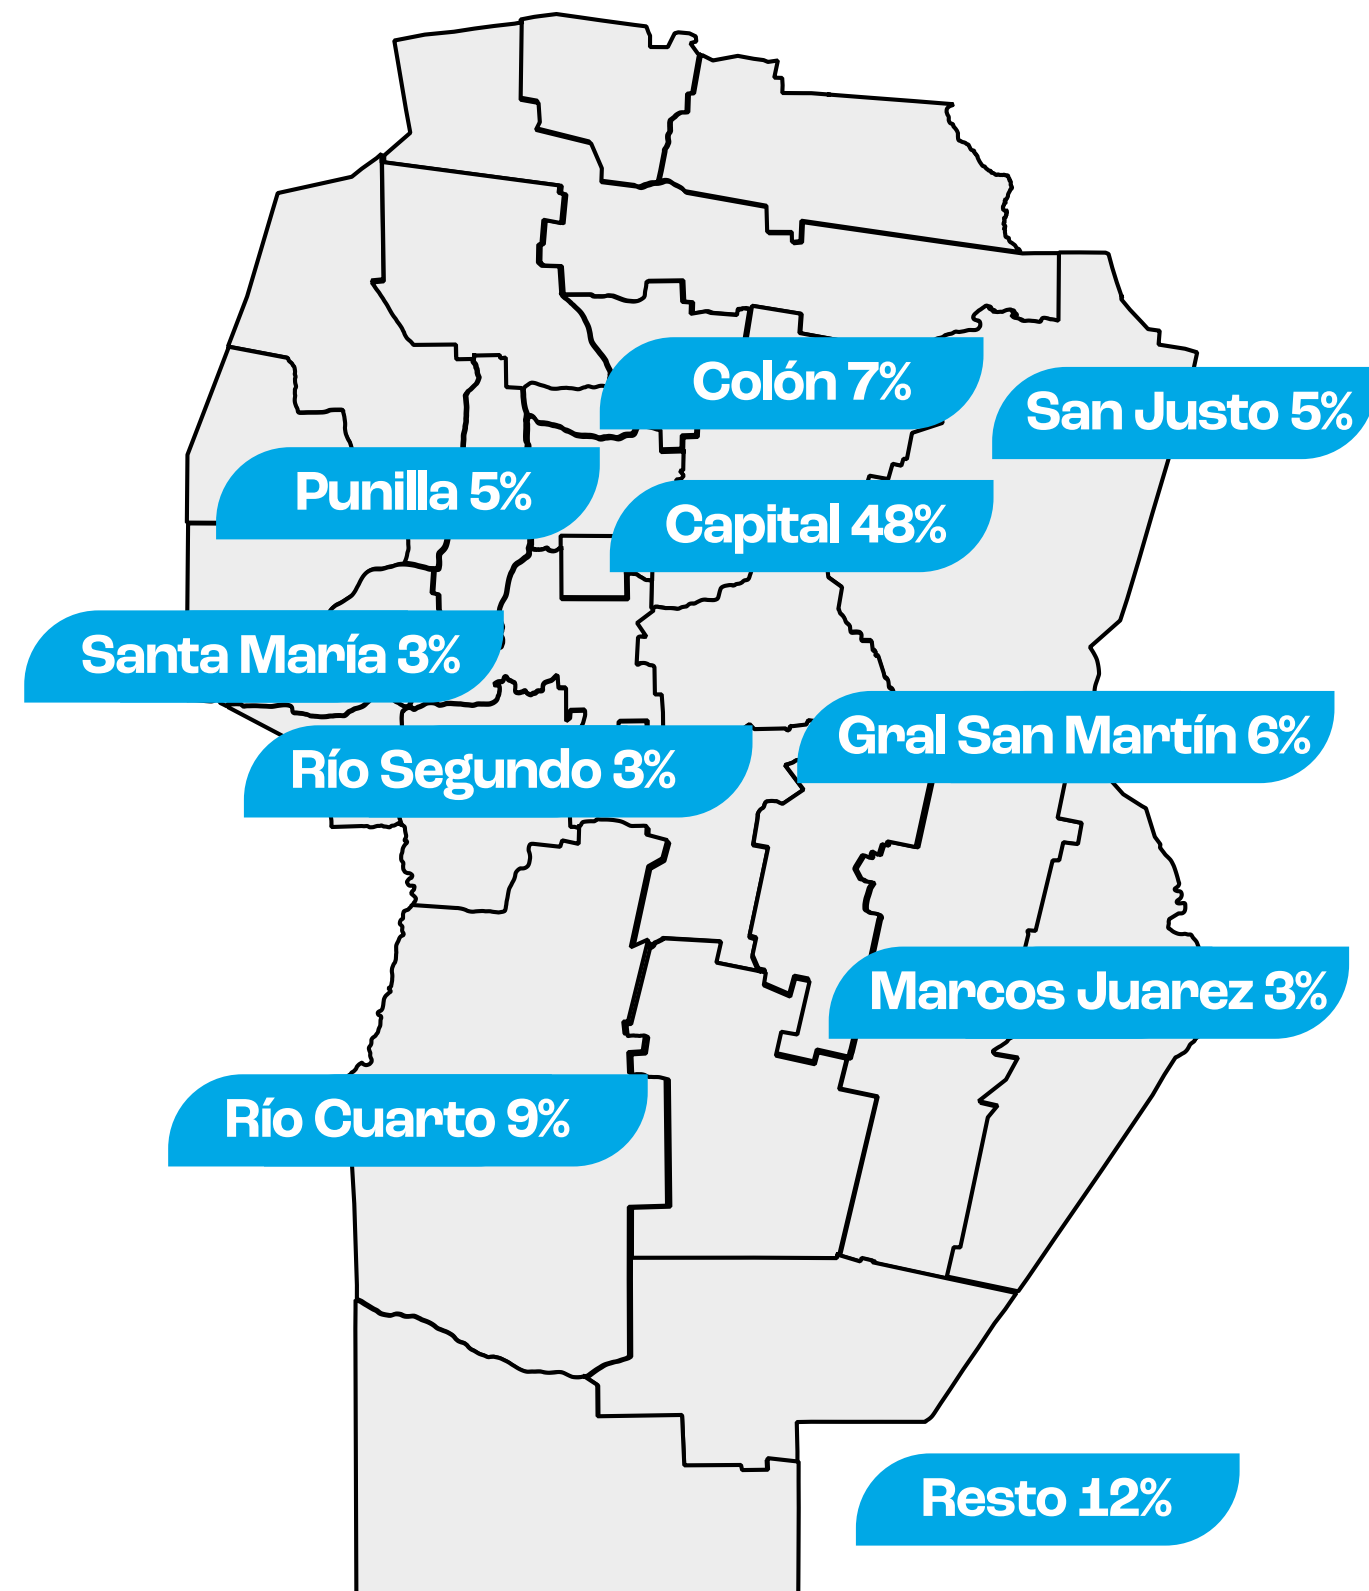 Colón 7%
San Justo 5%
Punilla 5%
Capital 48%
Santa María 3%
Gral San Martín 6%
Río Segundo 3%
Marcos Juarez 3%
Río Cuarto 9%
Resto 12%